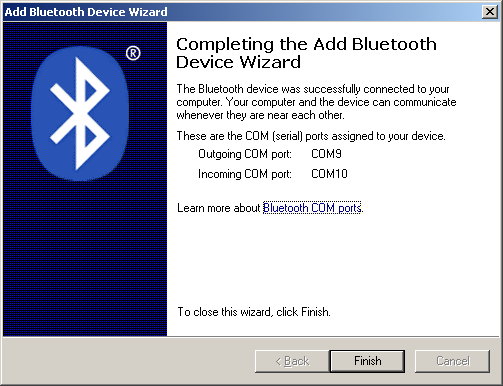 Add Bluetooth Device Wizard
®
Completing the Add Bluetooth
Device Wizard
The Bluetooth device was successfully connected to your
computer. Your computer and the device can communicate
whenever they are near each other.
These are the COM (serial) ports assigned to your device.
Outgoing COM port: COM9
Incoming COM port: COM10
Learn more about Bluetooth COM ports.
To close this wizard, click Finish.
< Back Finish Cancel